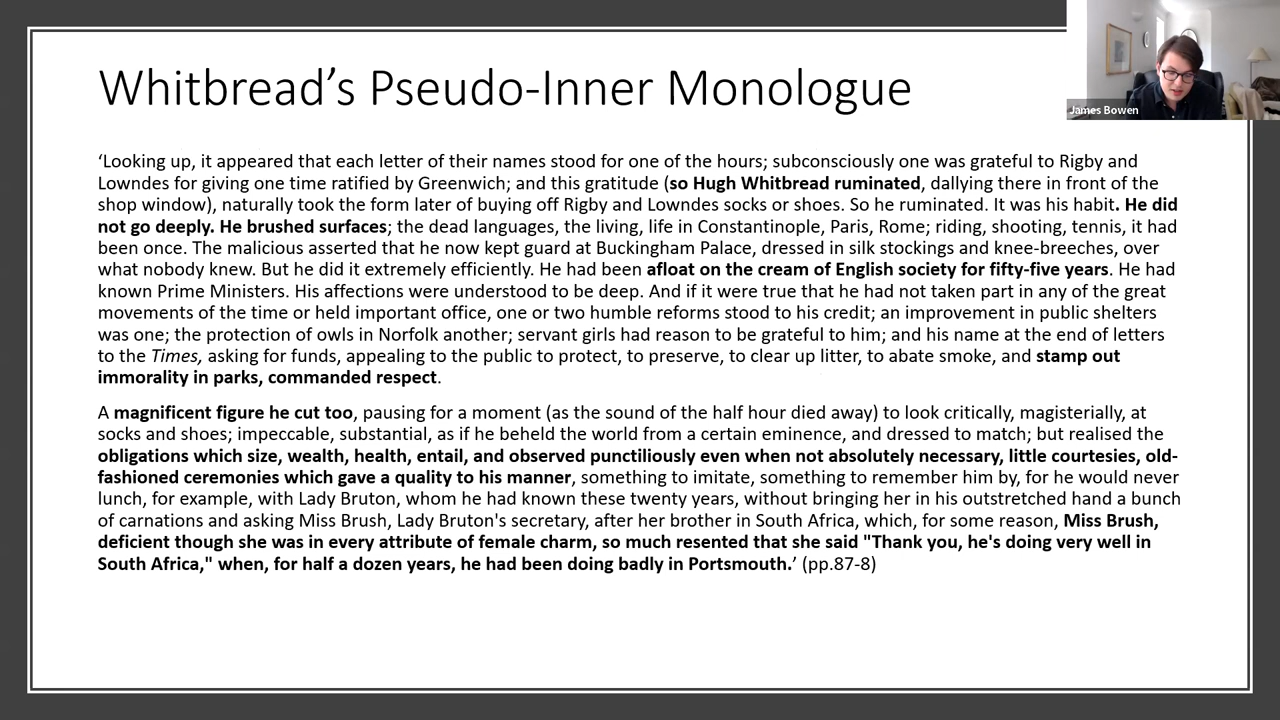 Whitbread’s Pseudo-Inner Monologue
James Bowen
‘Looking up, it appeared that each letter of their names stood for one of the hours; subconsciously one was grateful to Rigby and
Lowndes for giving one time ratified by Greenwich; and this gratitude (so Hugh Whitbread ruminated, dallying there in front of the
shop window), naturally took the form later of buying off Rigby and Lowndes socks or shoes. So he ruminated. It was his habit. He did
not go deeply. He brushed surfaces; the dead languages, the living, life in Constantinople, Paris, Rome; riding, shooting, tennis, it had
been once. The malicious asserted that he now kept guard at Buckingham Palace, dressed in silk stockings and knee-breeches, over
what nobody knew. But he did it extremely efficiently. He had been afloat on the cream of English society for fifty-five years. He had
known Prime Ministers. His affections were understood to be deep. And if it were true that he had not taken part in any of the great
movements of the time or held important office, one or two humble reforms stood to his credit; an improvement in public shelters
was one; the protection of owls in Norfolk another; servant girls had reason to be grateful to him; and his name at the end of letters
to the Times, asking for funds, appealing to the public to protect, to preserve, to clear up litter, to abate smoke, and stamp out
immorality in parks, commanded respect.
A magnificent figure he cut too, pausing for a moment (as the sound of the half hour died away) to look critically, magisterially, at
socks and shoes; impeccable, substantial, as if he beheld the world from a certain eminence, and dressed to match; but realised the
obligations which size, wealth, health, entail, and observed punctiliously even when not absolutely necessary, little courtesies, old-
fashioned ceremonies which gave a quality to his manner, something to imitate, something to remember him by, for he would never
lunch, for example, with Lady Bruton, whom he had known these twenty years, without bringing her in his outstretched hand a bunch
of carnations and asking Miss Brush, Lady Bruton's secretary, after her brother in South Africa, which, for some reason, Miss Brush,
deficient though she was in every attribute of female charm, so much resented that she said "Thank you, he's doing very well in
South Africa," when, for half a dozen years, he had been doing badly in Portsmouth.’ (pp.87-8)